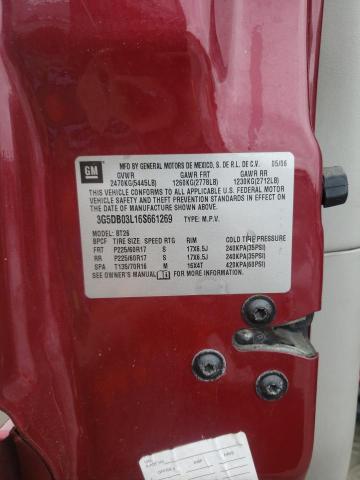 GM
MFD BY GENERAL MOTORS DE MEXICO, S. DE R.L. DE C.V. 05/06
GVWR GAWR FRT GAWR RR
2470KG(5445LB) 1260KG(2778LB) 1230KG(2712LB)
THIS VEHICLE CONFORMS TO ALL APPLICABLE U.S. FEDERAL
MOTOR VEHICLE SAFETY AND THEFT PREVENTION STANDARDS IN EFFECT
ON THE DATE OF MANUFACTURE SHOWN ABOVE.
3G5DB03L16S661269 TYPE: M.P.V.
MODEL: BT26
BPCF TIRE SIZE SPEED RTG RIM COLD TIRE PRESSURE
FRT P225/60R17 S 17X6.5J 240KPA(35PSI)
RR P225/60R17 S 17X6.5J 240KPA(35PSI)
SPA T135/70R16 M 16X4T 420KPA(60PSI)
SEE OWNER'S MANUAL
DATE